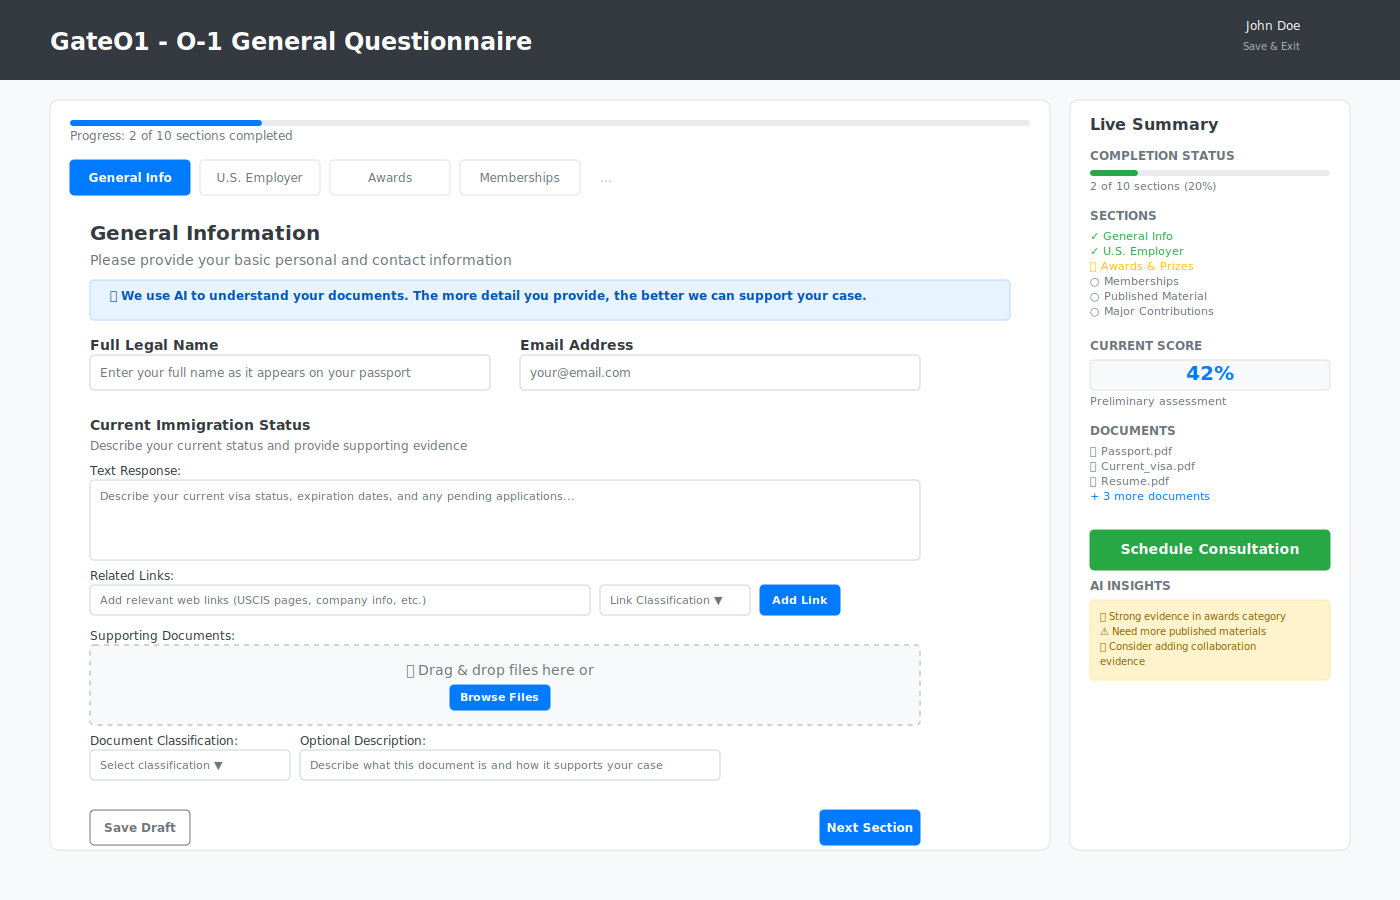 GateO1 - O-1 General Questionnaire
John Doe
Save & Exit
Progress: 2 of 10 sections completed
General Info
U.S. Employer
Awards
Memberships
...
General Information
Please provide your basic personal and contact information
We use AI to understand your documents. The more detail you provide, the better we can support your case.
Full Legal Name
Email Address
Enter your full name as it appears on your passport
your@email.com
Current Immigration Status
Describe your current status and provide supporting evidence
Text Response:
Describe your current visa status, expiration dates, and any pending applications...
Related Links:
Add relevant web links (USCIS pages, company info, etc.)
Link Classification ▼
Add Link
Supporting Documents:
Drag & drop files here or
Browse Files
Document Classification:
Optional Description:
Select classification ▼
Describe what this document is and how it supports your case
Save Draft
Next Section
Live Summary
COMPLETION STATUS
2 of 10 sections (20%)
SECTIONS
✓ General Info
✓ U.S. Employer
Awards & Prizes
○ Memberships
○ Published Material
○ Major Contributions
CURRENT SCORE
42%
Preliminary assessment
DOCUMENTS
Passport.pdf
Current_visa.pdf
Resume.pdf
+ 3 more documents
Schedule Consultation
AI INSIGHTS
Strong evidence in awards category
⚠ Need more published materials
Consider adding collaboration
evidence